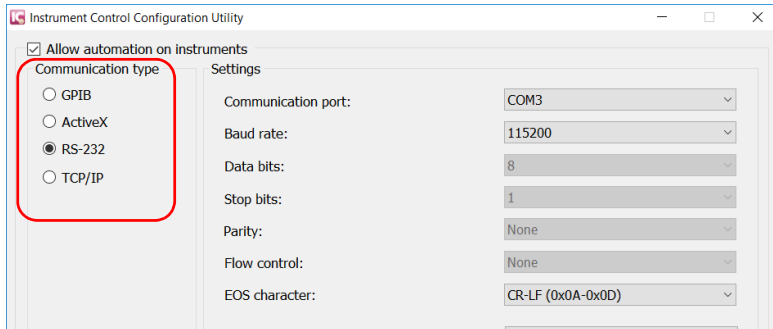 IC Instrument Control Configuration Utility
Allow automation on instruments
Communication type
GPIB
ActiveX
RS-232
TCP/IP
Settings
Communication port: COM3
Baud rate: 115200
Data bits: 8
Stop bits: 1
Parity: None
Flow control: None
EOS character: CR-LF (0x0A-0x0D)